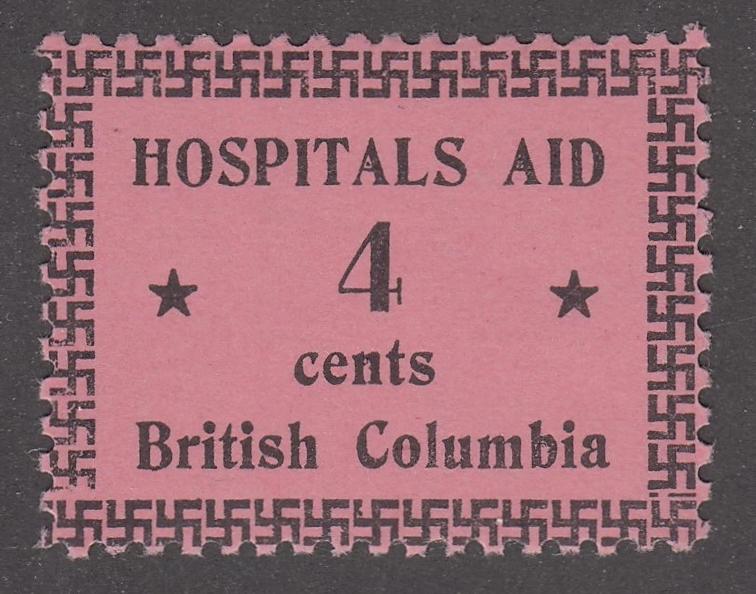 HOSPITALS AID
4
cents
British Columbia